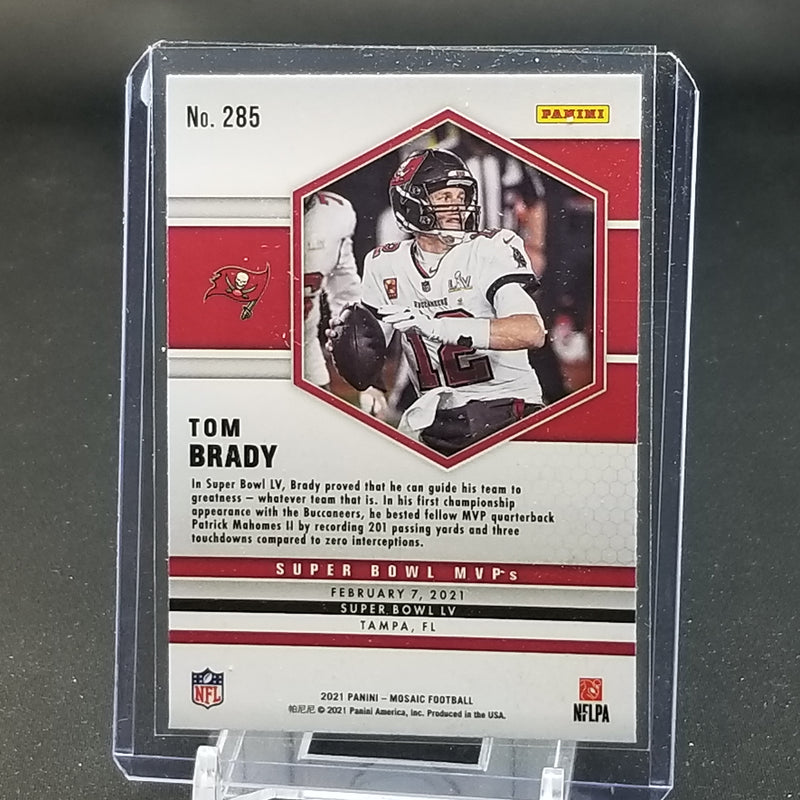 No. 285
PANINI
LV
BUCCANEERS
12
TOM
BRADY
In Super Bowl LV, Brady proved that he can guide his team to
greatness – whatever team that is. In his first championship
appearance with the Buccaneers, he bested fellow MVP quarterback
Patrick Mahomes II by recording 201 passing yards and three
touchdowns compared to zero interceptions.
SUPER BOWL MVPs
FEBRUARY 7, 2021
SUPER BOWL LV
TAMPA, FL
NFL
2021 PANINI – MOSAIC FOOTBALL
帕尼尼 © 2021 Panini America, Inc. Produced in the USA.
NFLPA